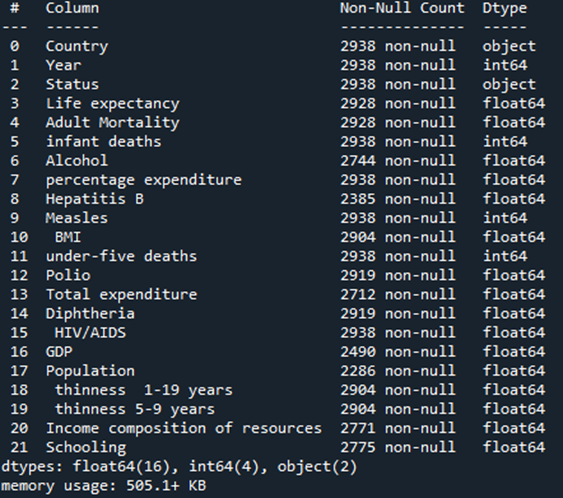 #   Column                           Non-Null Count  Dtype
---  ------                           --------------  -----
 0   Country                          2938 non-null   object
 1   Year                             2938 non-null   int64
 2   Status                           2938 non-null   object
 3   Life expectancy                  2928 non-null   float64
 4   Adult Mortality                  2928 non-null   float64
 5   infant deaths                    2938 non-null   int64
 6   Alcohol                          2744 non-null   float64
 7   percentage expenditure           2938 non-null   float64
 8   Hepatitis B                      2385 non-null   float64
 9   Measles                          2938 non-null   int64
 10   BMI                             2904 non-null   float64
 11  under-five deaths                2938 non-null   int64
 12  Polio                            2919 non-null   float64
 13  Total expenditure                2712 non-null   float64
 14  Diphtheria                       2919 non-null   float64
 15   HIV/AIDS                        2938 non-null   float64
 16  GDP                              2490 non-null   float64
 17  Population                       2286 non-null   float64
 18   thinness  1-19 years            2904 non-null   float64
 19   thinness 5-9 years              2904 non-null   float64
 20  Income composition of resources  2771 non-null   float64
 21  Schooling                        2775 non-null   float64
dtypes: float64(16), int64(4), object(2)
memory usage: 505.1+ KB